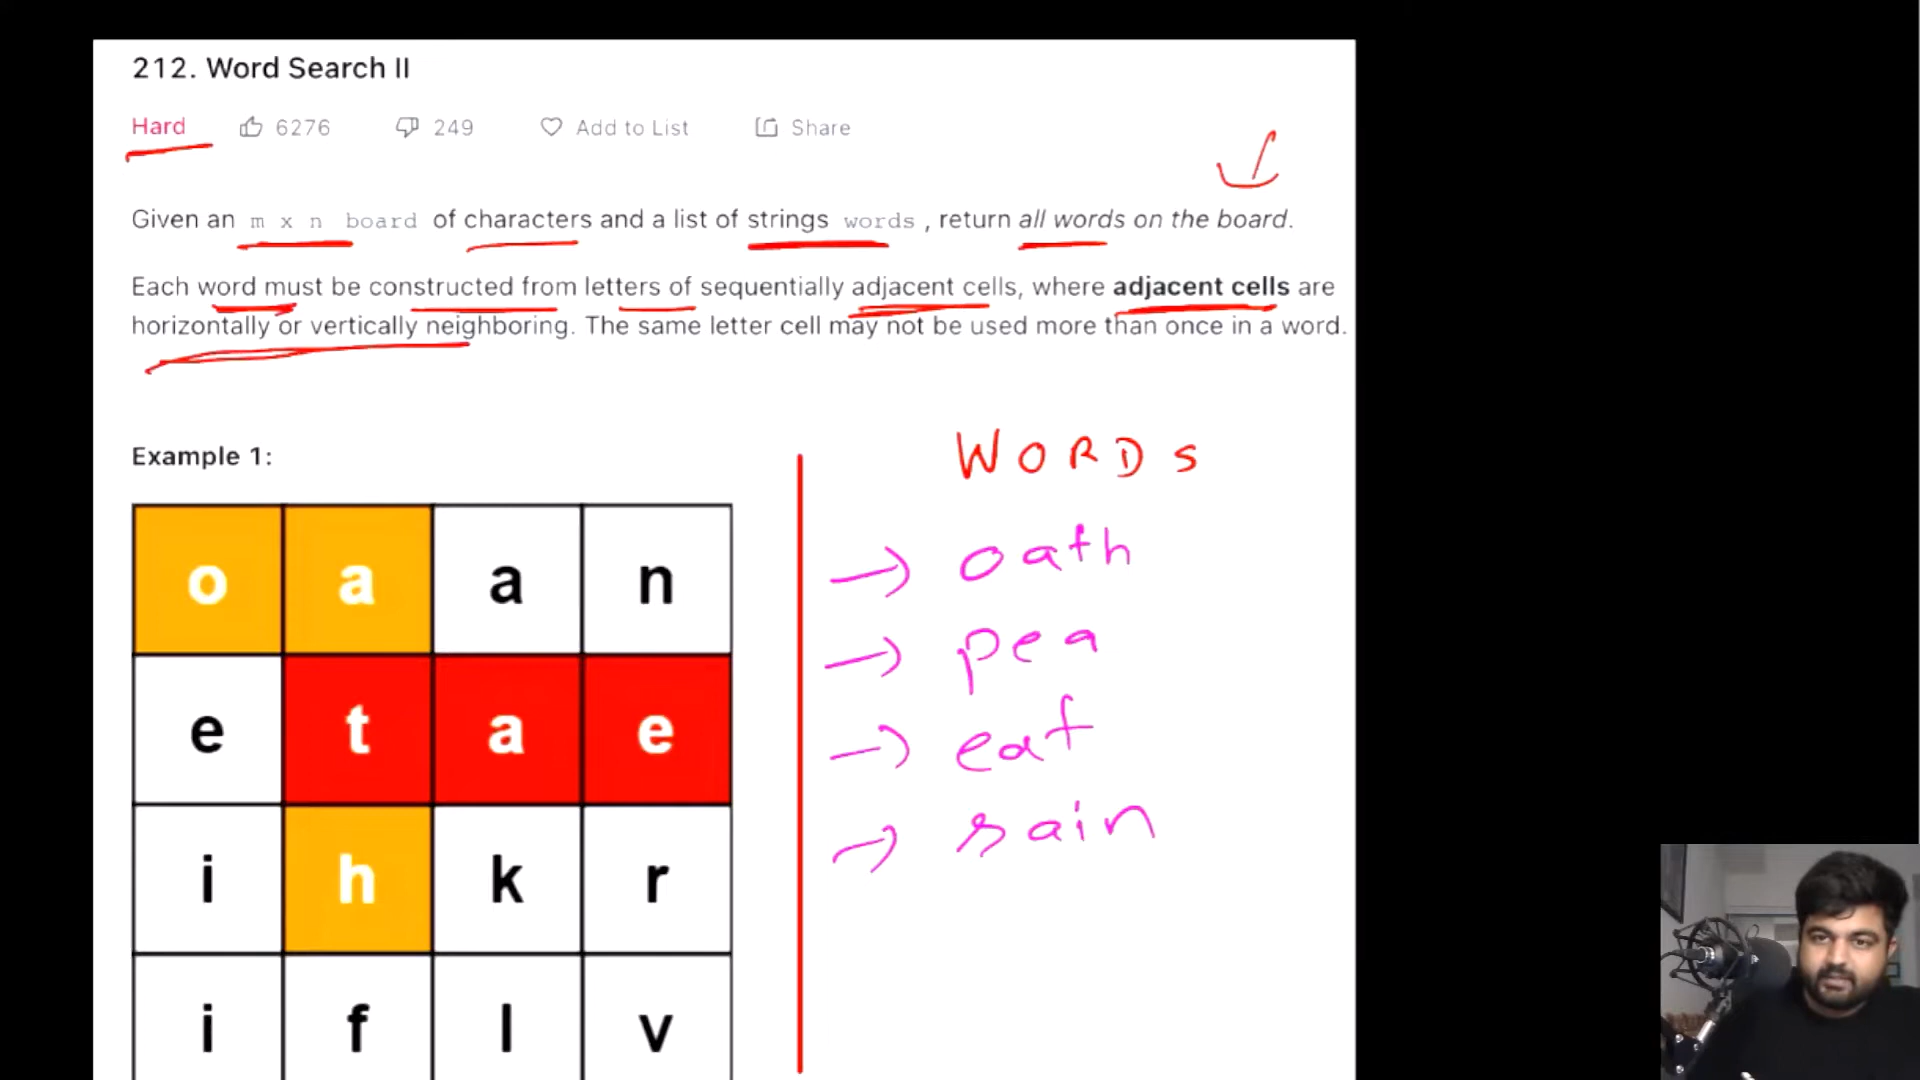 212. Word Search II
Hard 6276 249 Add to List Share
Given an m x n board of characters and a list of strings words , return all words on the board.
Each word must be constructed from letters of sequentially adjacent cells, where adjacent cells are
horizontally or vertically neighboring. The same letter cell may not be used more than once in a word.
Example 1:
WORDS
o a a n
e t a e
i h k r
i f l v
→ oath
→ pea
→ eat
→ rain